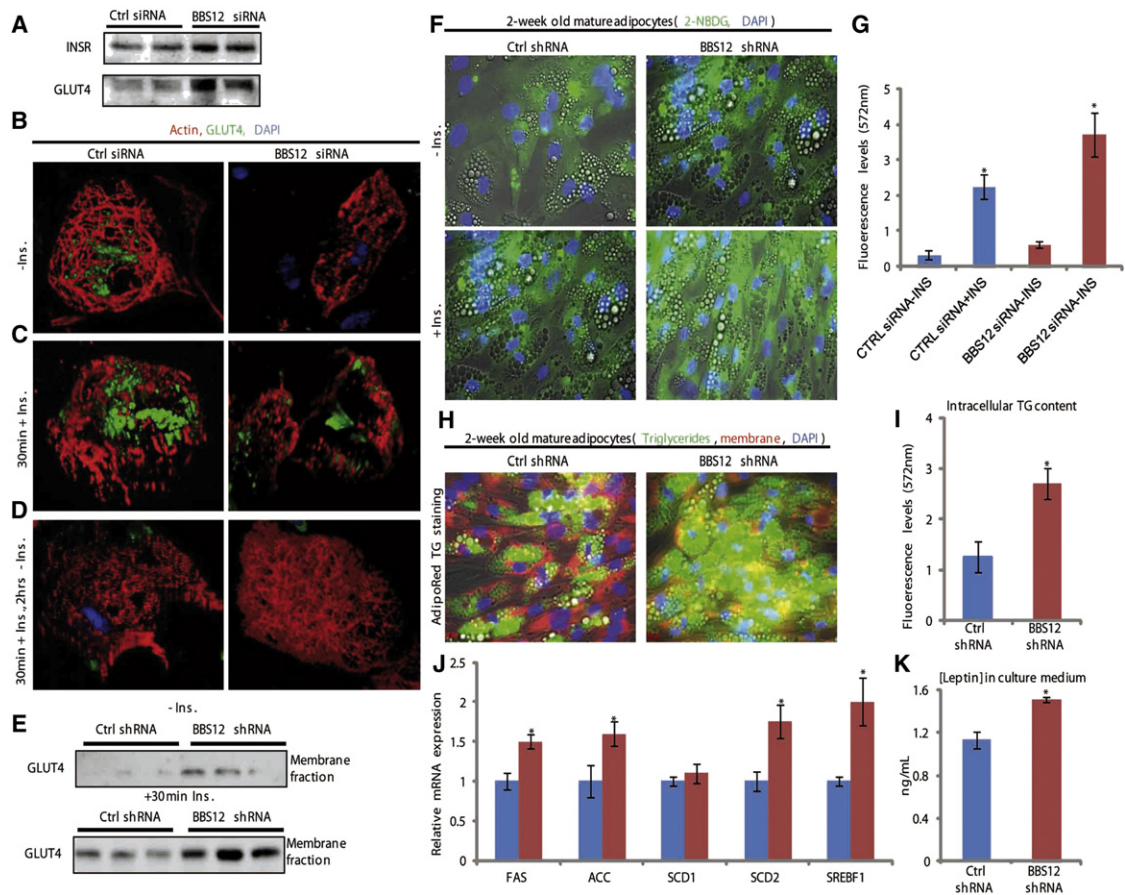 A
Ctrl siRNA BBS12 siRNA
INSR
GLUT4
B
Actin, GLUT4, DAPI
Ctrl siRNA BBS12 siRNA
-Ins.
C
30min + Ins.
D
30min + Ins., 2hrs - Ins.
E
- Ins.
Ctrl shRNA BBS12 shRNA
GLUT4
Membrane
fraction
+30min Ins.
Ctrl shRNA BBS12 shRNA
GLUT4
Membrane
fraction
F
2-week old mature adipocytes( 2-NBDG, DAPI )
Ctrl shRNA BBS12 shRNA
- Ins.
+ Ins.
G
Fluoerescence levels (572nm)
5
4
3
2
1
0
*
*
CTRL siRNA-INS
CTRL siRNA+INS
BBS12 siRNA-INS
BBS12 siRNA-INS
H
2-week old mature adipocytes( Triglycerides, membrane, DAPI )
Ctrl shRNA BBS12 shRNA
AdipoRed TG staining
I
Intracellular TG content
Fluoerescence levels (572nm)
4
3
2
1
0
*
Ctrl
shRNA
BBS12
shRNA
J
Relative mRNA expression
2.5
2
1.5
1
0.5
0
*
*
*
*
FAS ACC SCD1 SCD2 SREBF1
K
[Leptin] in culture medium
ng/mL
1.6
1.2
0.8
0.4
0
*
Ctrl
shRNA
BBS12
shRNA